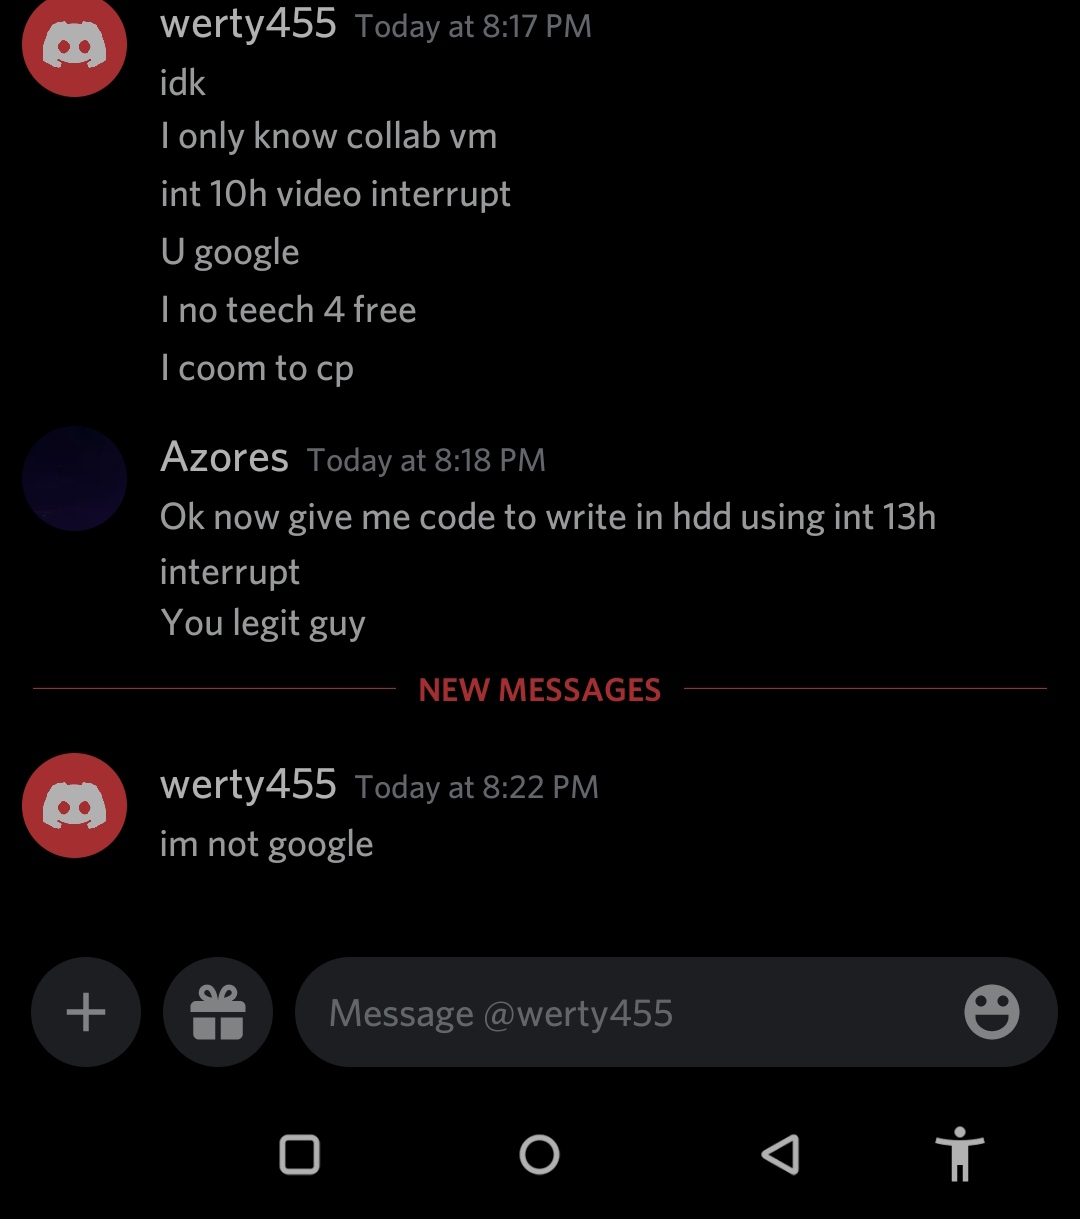 werty455 Today at 8:17 PM
idk
I only know collab vm
int 10h video interrupt
U google
I no teech 4 free
I coom to cp
Azores Today at 8:18 PM
Ok now give me code to write in hdd using int 13h
interrupt
You legit guy
NEW MESSAGES
werty455 Today at 8:22 PM
im not google
Message @werty455